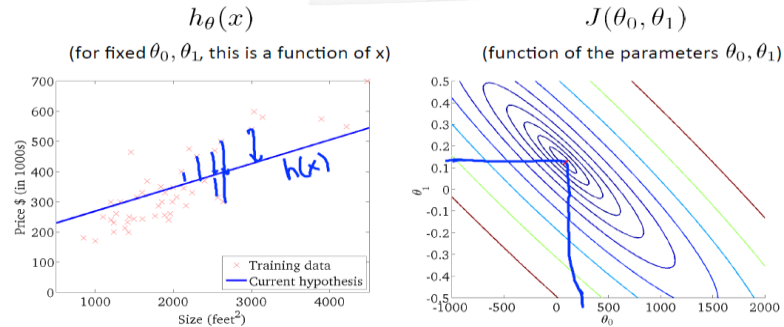 h_θ(x)
(for fixed θ₀, θ₁, this is a function of x)
700
600
500
400
300
200
100
0
Price $ (in 1000s)
1000
2000
3000
4000
Size (feet²)
h(x)
Training data
Current hypothesis
J(θ₀, θ₁)
(function of the parameters θ₀, θ₁)
0.5
0.4
0.3
0.2
0.1
0
-0.1
-0.2
-0.3
-0.4
-0.5
θ₁
-1000
-500
0
500
1000
1500
2000
θ₀